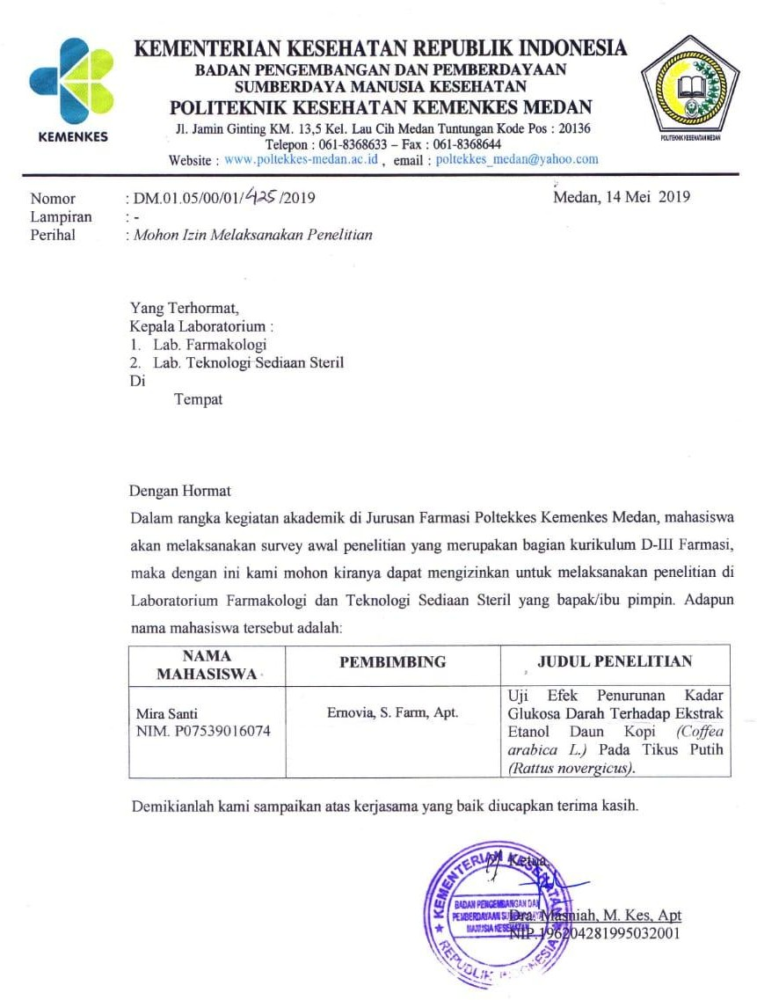 KEMENTERIAN KESEHATAN REPUBLIK INDONESIA
BADAN PENGEMBANGAN DAN PEMBERDAYAAN
SUMBERDAYA MANUSIA KESEHATAN
POLITEKNIK KESEHATAN KEMENKES MEDAN
Jl. Jamin Ginting KM. 13,5 Kel. Lau Cih Medan Tuntungan Kode Pos : 20136
Telepon : 061-8368633 – Fax : 061-8368644
Website : www.poltekkes-medan.ac.id , email : poltekkes_medan@yahoo.com
KEMENKES
POLITEKNIK KESEHATAN MEDAN
Nomor : DM.01.05/00/01/425/2019 Medan, 14 Mei 2019
Lampiran : -
Perihal : Mohon Izin Melaksanakan Penelitian
Yang Terhormat,
Kepala Laboratorium :
1. Lab. Farmakologi
2. Lab. Teknologi Sediaan Steril
Di
Tempat
Dengan Hormat
Dalam rangka kegiatan akademik di Jurusan Farmasi Poltekkes Kemenkes Medan, mahasiswa
akan melaksanakan survey awal penelitian yang merupakan bagian kurikulum D-III Farmasi,
maka dengan ini kami mohon kiranya dapat mengizinkan untuk melaksanakan penelitian di
Laboratorium Farmakologi dan Teknologi Sediaan Steril yang bapak/ibu pimpin. Adapun
nama mahasiswa tersebut adalah:
NAMA
MAHASISWA
PEMBIMBING
JUDUL PENELITIAN
Mira Santi
NIM. P07539016074
Ernovia, S. Farm, Apt.
Uji Efek Penurunan Kadar
Glukosa Darah Terhadap Ekstrak
Etanol Daun Kopi (Coffea
arabica L.) Pada Tikus Putih
(Rattus novergicus).
Demikianlah kami sampaikan atas kerjasama yang baik diucapkan terima kasih.
Ketua,
Dra. Masniah, M. Kes, Apt
NIP.196204281995032001
KEMENTERIAN KESEHATAN
BADAN PENGEMBANGAN DAN
PEMBERDAYAAN SUMBERDAYA
MANUSIA KESEHATAN
REPUBLIK INDONESIA